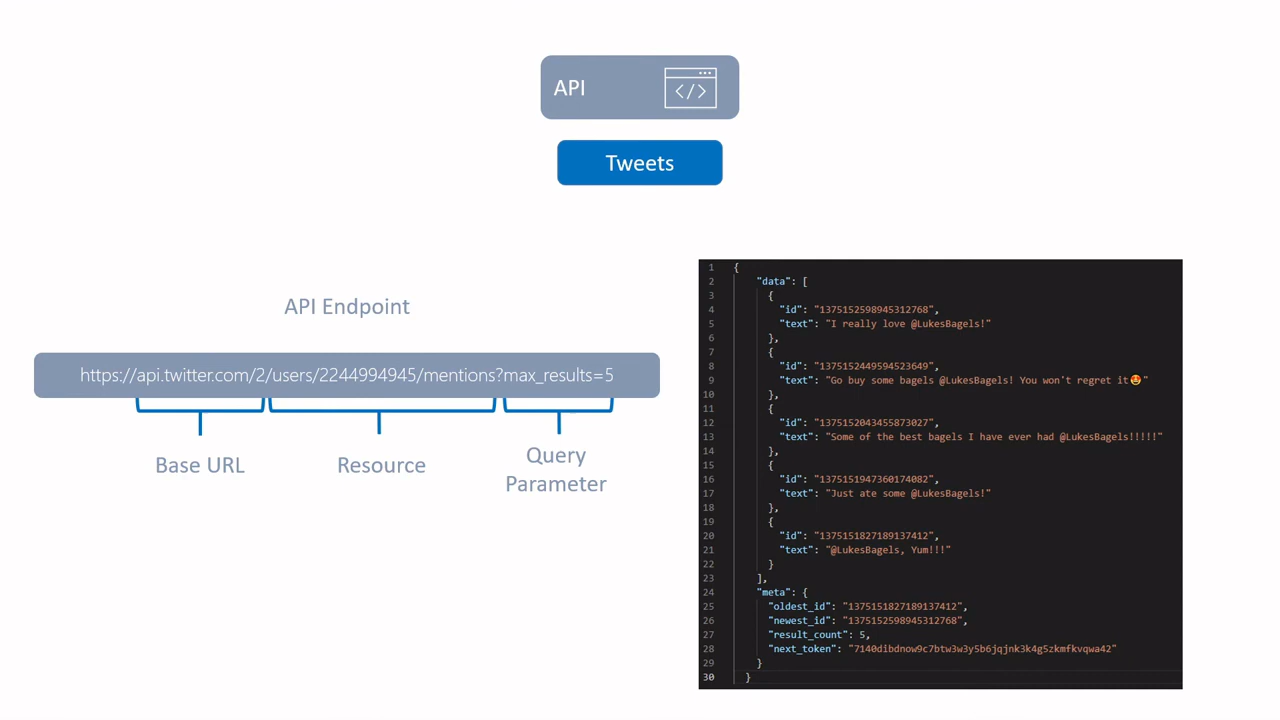 API
</>
Tweets
API Endpoint
https://api.twitter.com/2/users/2244994945/mentions?max_results=5
Base URL
Resource
Query
Parameter
1 {
2 "data": [
3 {
4 "id": "1375152598945312768",
5 "text": "I really love @LukesBagels!"
6 },
7 {
8 "id": "1375152449594523649",
9 "text": "Go buy some bagels @LukesBagels! You won't regret it🤩"
10 },
11 {
12 "id": "1375152043455873027",
13 "text": "Some of the best bagels I have ever had @LukesBagels!!!!!"
14 },
15 {
16 "id": "1375151947360174082",
17 "text": "Just ate some @LukesBagels!"
18 },
19 {
20 "id": "1375151827189137412",
21 "text": "@LukesBagels, Yum!!!"
22 }
23 ],
24 "meta": {
25 "oldest_id": "1375151827189137412",
26 "newest_id": "1375152598945312768",
27 "result_count": 5,
28 "next_token": "7140dibdnow9c7btw3w3y5b6jqjnk3k4g5zkmfkvqwa42"
29 }
30 }